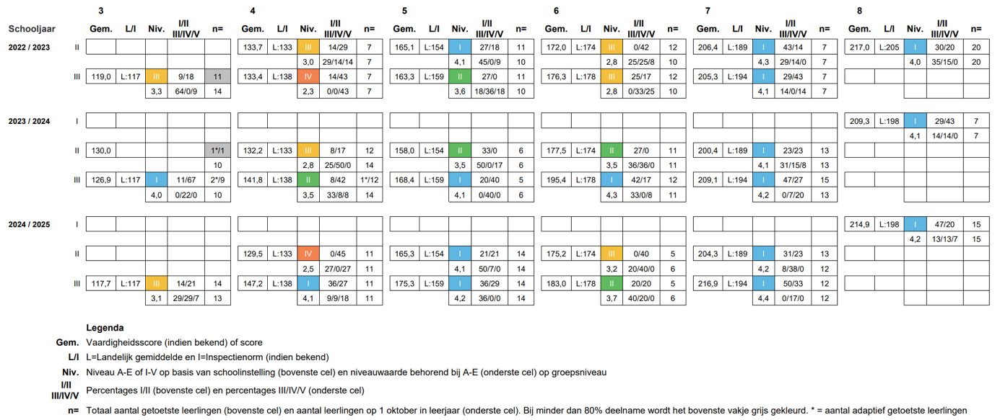 3 4 5 6 7 8
I/II I/II I/II I/II I/II I/II
Schooljaar Gem. L/I Niv. III/IV/V n= Gem. L/I Niv. III/IV/V n= Gem. L/I Niv. III/IV/V n= Gem. L/I Niv. III/IV/V n= Gem. L/I Niv. III/IV/V n= Gem. L/I Niv. III/IV/V n=
2022 / 2023 II 133,7 L:133 III 14/29 7 165,1 L:154 I 27/18 11 172,0 L:174 III 0/42 12 206,4 L:189 I 43/14 7 217,0 L:205 I 30/20 20
3,0 29/14/14 7 4,1 45/0/9 10 2,8 25/25/8 10 4,3 29/14/0 7 4,0 35/15/0 20
III 119,0 L:117 III 9/18 11 133,4 L:138 IV 14/43 7 163,3 L:159 II 27/0 11 176,3 L:178 III 25/17 12 205,3 L:194 I 29/43 7
3,3 64/0/9 14 2,3 0/0/43 7 3,6 18/36/18 10 2,8 0/33/25 10 4,1 14/0/14 7
2023 / 2024 I 209,3 L:198 I 29/43 7
4,1 14/14/0 7
II 130,0 1*/1 132,2 L:133 III 8/17 12 158,0 L:154 II 33/0 6 177,5 L:174 II 27/0 11 200,4 L:189 I 23/23 13
10 2,8 25/50/0 14 3,5 50/0/17 6 3,5 36/36/0 11 4,1 31/15/8 13
III 126,9 L:117 I 11/67 2*/9 141,8 L:138 II 8/42 1*/12 168,4 L:159 I 20/40 5 195,4 L:178 I 42/17 12 209,1 L:194 I 47/27 15
4,0 0/22/0 10 3,5 33/8/8 14 4,1 0/40/0 6 4,3 33/0/8 11 4,2 0/7/20 13
2024 / 2025 I 214,9 L:198 I 47/20 15
4,2 13/13/7 15
II 129,5 L:133 IV 0/45 11 165,3 L:154 I 21/21 14 175,2 L:174 III 0/40 5 204,3 L:189 I 31/23 13
2,5 27/0/27 11 4,1 50/7/0 14 3,2 20/40/0 6 4,2 8/38/0 12
III 117,7 L:117 III 14/21 14 147,2 L:138 I 36/27 11 175,3 L:159 I 36/29 14 183,0 L:178 II 20/20 5 216,9 L:194 I 50/33 12
3,1 29/29/7 13 4,1 9/9/18 11 4,2 36/0/0 14 3,7 40/20/0 6 4,4 0/17/0 12
Legenda
Gem. Vaardigheidsscore (indien bekend) of score
L/I L=Landelijk gemiddelde en I=Inspectienorm (indien bekend)
Niv. Niveau A-E of I-V op basis van schoolinstelling (bovenste cel) en niveauwaarde behorend bij A-E (onderste cel) op groepsniveau
I/II
III/IV/V Percentages I/II (bovenste cel) en percentages III/IV/V (onderste cel)
n= Totaal aantal getoetste leerlingen (bovenste cel) en aantal leerlingen op 1 oktober in leerjaar (onderste cel). Bij minder dan 80% deelname wordt het bovenste vakje grijs gekleurd. * = aantal adaptief getoetste leerlingen